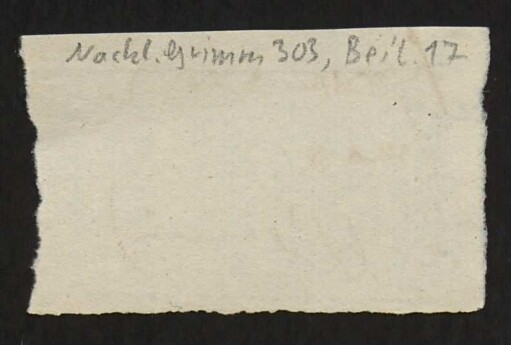 Nachl. Grimm 303, Beil. 17